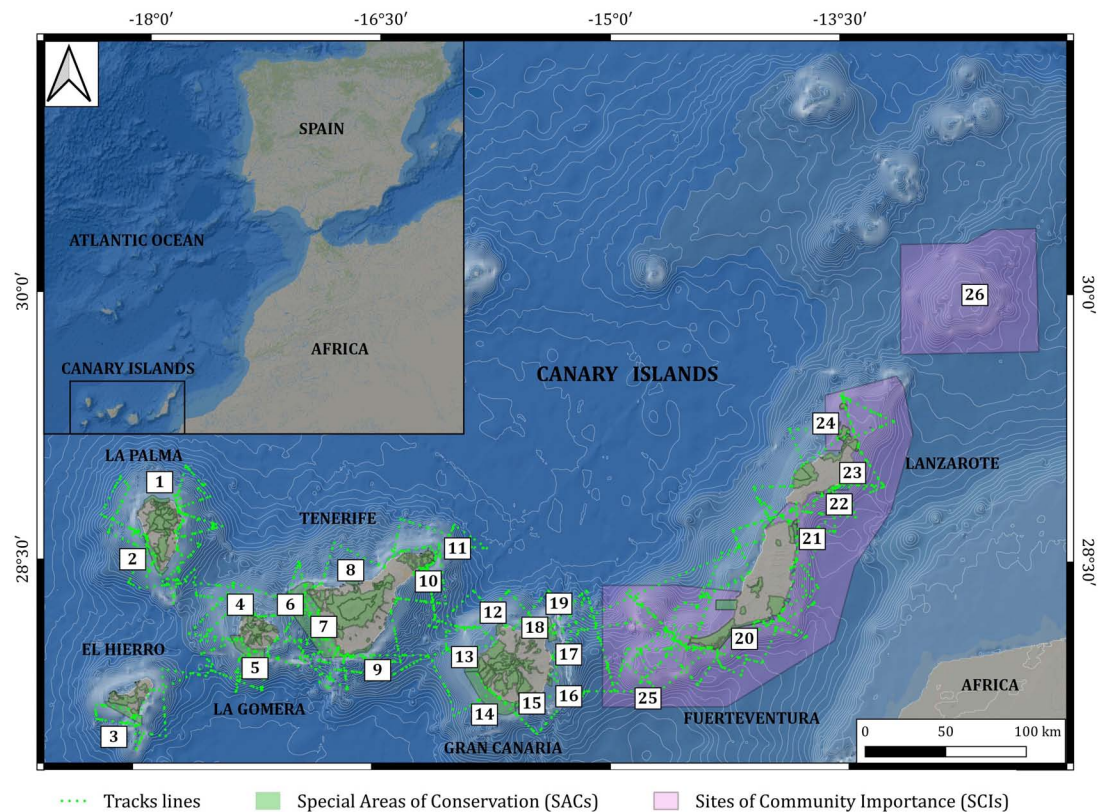 -18°0′ -16°30′ -15°0′ -13°30′
SPAIN
ATLANTIC OCEAN
AFRICA
CANARY ISLANDS
30°0′ 30°0′
26
CANARY ISLANDS
24
LA PALMA
LANZAROTE
23
1
22
TENERIFE
21
28°30′ 28°30′
11
2
8
10
4
6
12
19
18
7
20
EL HIERRO
13
17
5
9
16
25
15
AFRICA
LA GOMERA
14
FUERTEVENTURA
3
GRAN CANARIA
0 50 100 km
Tracks lines
Special Areas of Conservation (SACs)
Sites of Community Importance (SCIs)